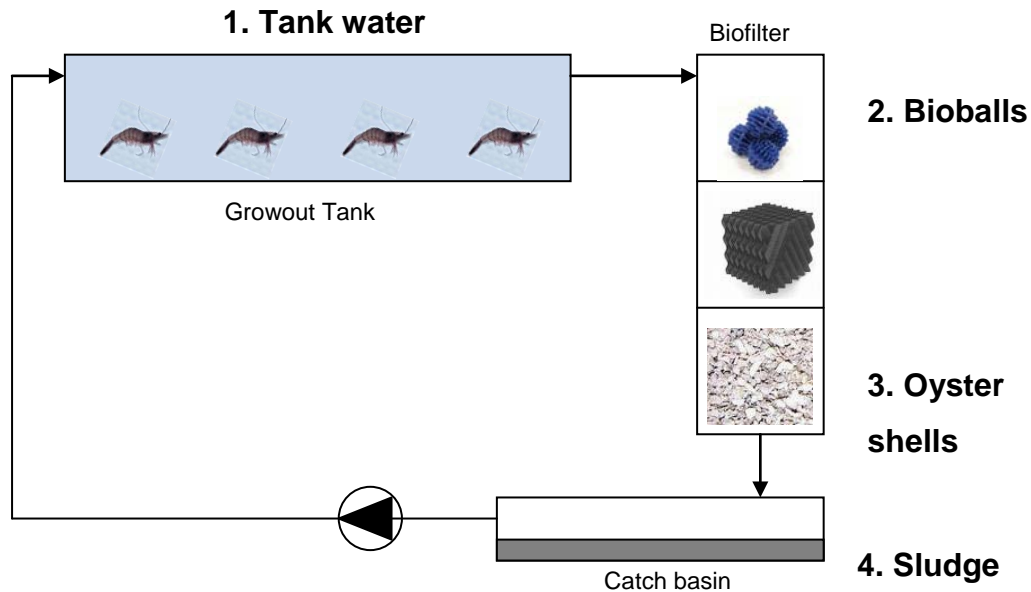 1. Tank water
Biofilter
2. Bioballs
Growout Tank
3. Oyster
shells
4. Sludge
Catch basin